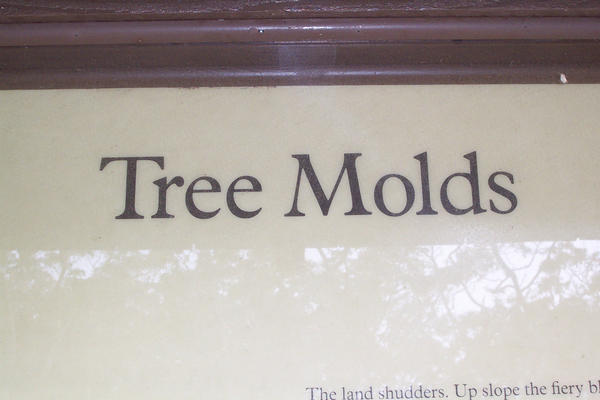 Tree Molds
The land shudders. Up slope the fiery